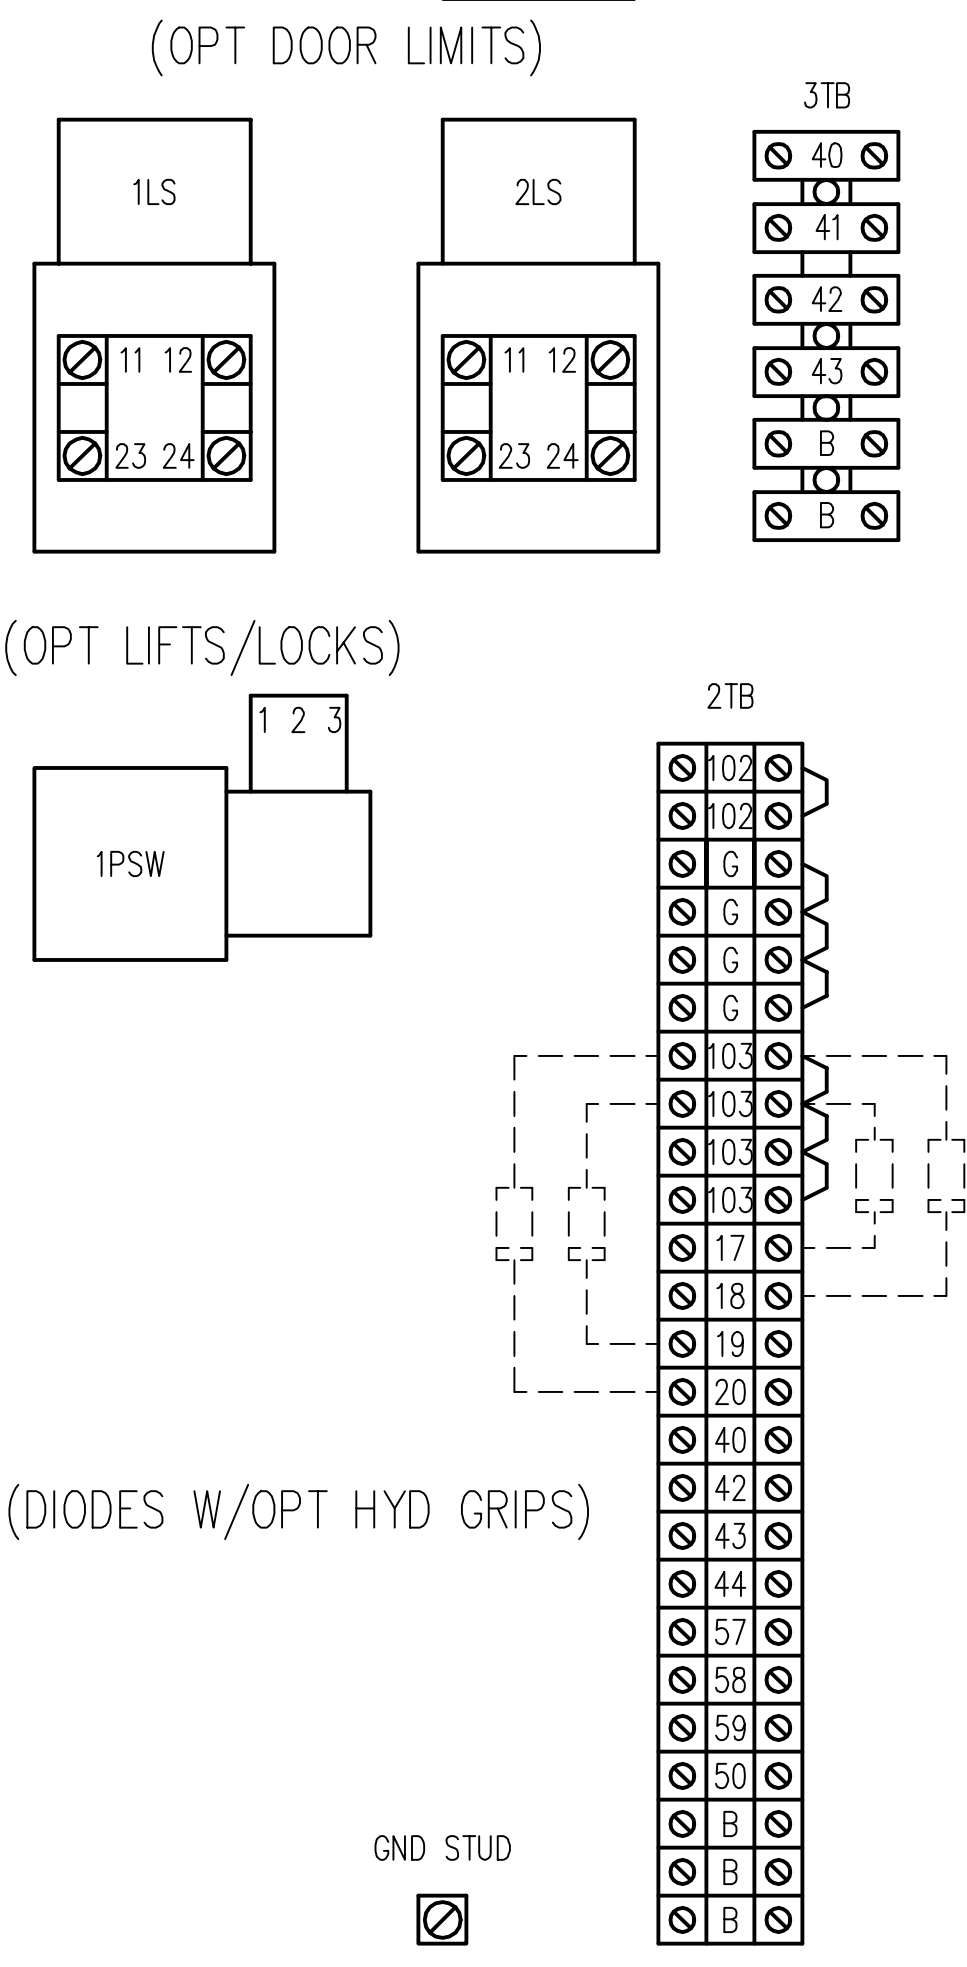 (OPT DOOR LIMITS)
3TB
1LS
2LS
40
41
42
43
B
B
11 12
23 24
11 12
23 24
(OPT LIFTS/LOCKS)
1 2 3
1PSW
2TB
102
102
G
G
G
G
103
103
103
103
17
18
19
20
40
42
43
44
57
58
59
50
B
B
B
(DIODES W/OPT HYD GRIPS)
GND STUD